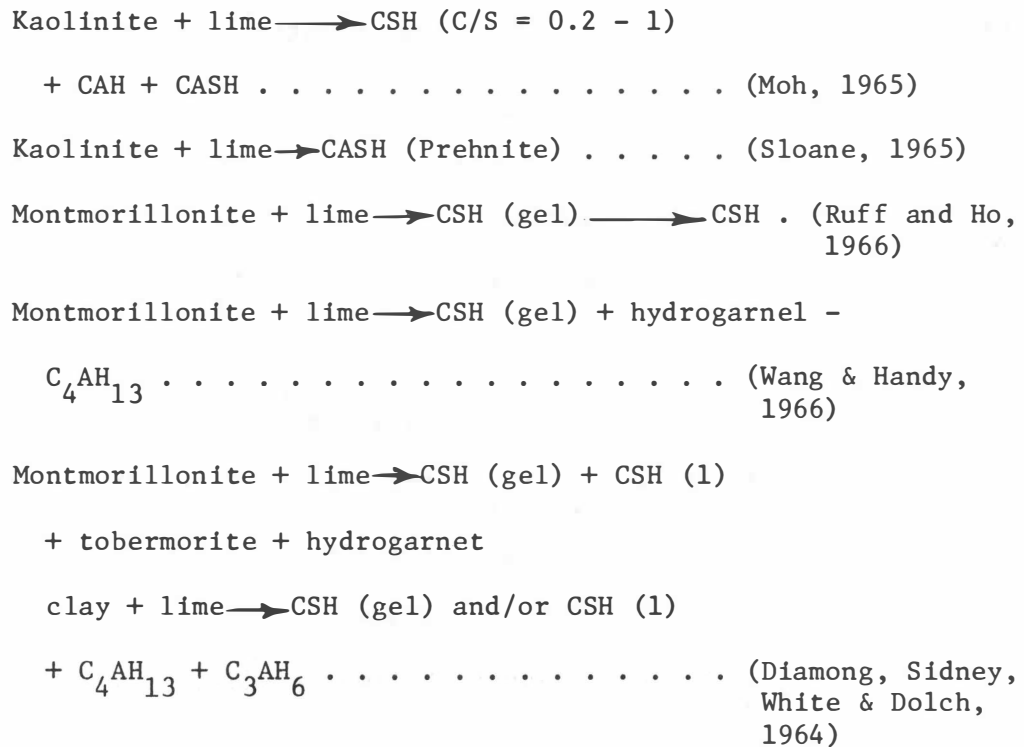 Kaolinite + lime⟶CSH (C/S = 0.2 - 1)
+ CAH + CASH . . . . . . . . . . . . . . . (Moh, 1965)
Kaolinite + lime⟶CASH (Prehnite) . . . . . (Sloane, 1965)
Montmorillonite + lime⟶CSH (gel)⟶CSH . (Ruff and Ho,
1966)
Montmorillonite + lime⟶CSH (gel) + hydrogarnel -
C₄AH₁₃ . . . . . . . . . . . . . . . . . . (Wang & Handy,
1966)
Montmorillonite + lime⟶CSH (gel) + CSH (l)
+ tobermorite + hydrogarnet
clay + lime⟶CSH (gel) and/or CSH (l)
+ C₄AH₁₃ + C₃AH₆ . . . . . . . . . . . . . (Diamong, Sidney,
White & Dolch,
1964)